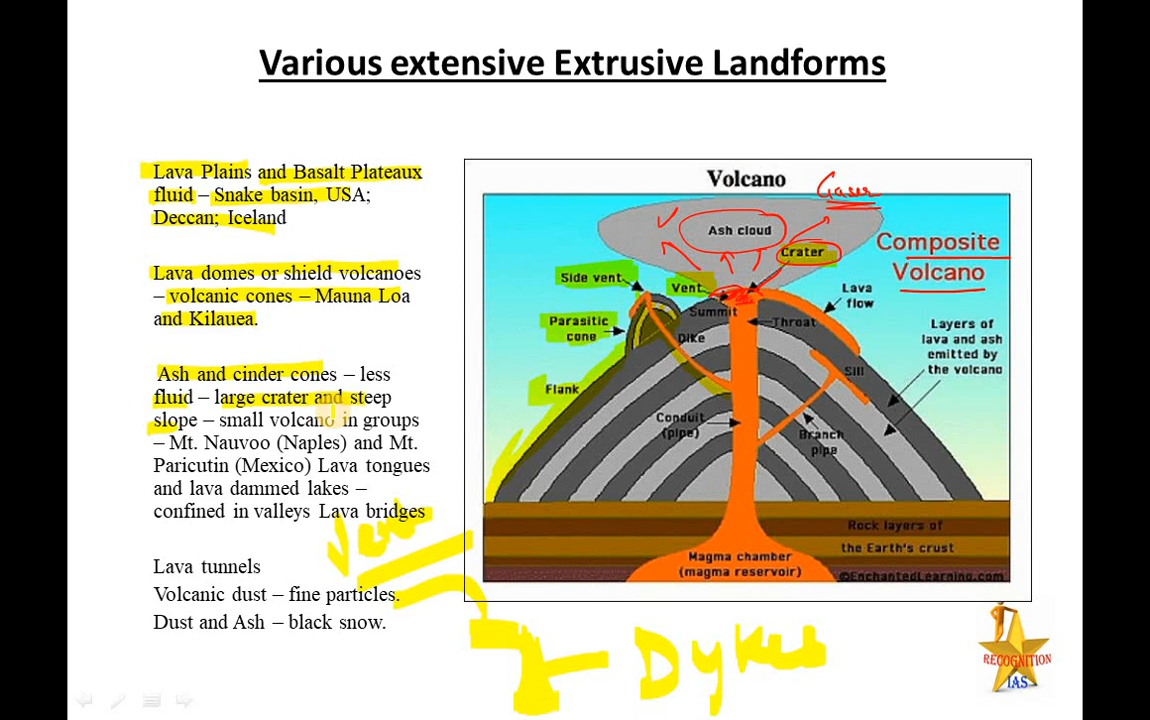 Various extensive Extrusive Landforms
Lava Plains and Basalt Plateaux
fluid – Snake basin, USA;
Deccan; Iceland
Lava domes or shield volcanoes
– volcanic cones – Mauna Loa
and Kilauea.
Ash and cinder cones – less
fluid – large crater and steep
slope – small volcano in groups
– Mt. Nauvoo (Naples) and Mt.
Paricutin (Mexico) Lava tongues
and lava dammed lakes –
confined in valleys Lava bridges
Lava tunnels
Volcanic dust – fine particles.
Dust and Ash – black snow.
Volcano
Gases
Ash cloud
Crater
Composite
Volcano
Side vent
Vent
Lava
flow
Summit
Throat
Parasitic
cone
Dike
Layers of
lava and ash
emitted by
the volcano
Sill
Flank
Conduit
(pipe)
Branch
pipe
Rock layers of
the Earth's crust
Magma chamber
(magma reservoir)
©EnchantedLearning.com
Dykes
RECOGNITION
IAS